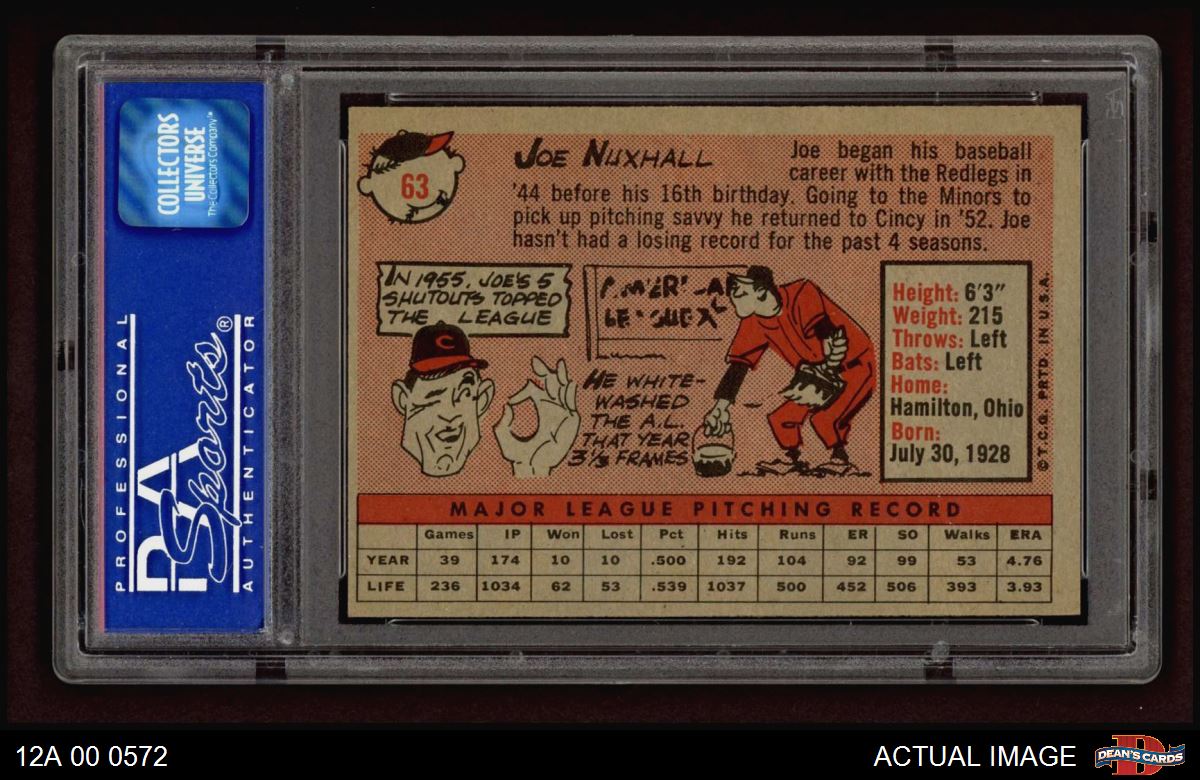 COLLECTORS
UNIVERSE
The Collectors Company™
PROFESSIONAL
PSA
Sports®
AUTHENTICATOR
63
JOE NUXHALL
Joe began his baseball
career with the Redlegs in
'44 before his 16th birthday. Going to the Minors to
pick up pitching savvy he returned to Cincy in '52. Joe
hasn't had a losing record for the past 4 seasons.
IN 1955, JOE'S 5
SHUTOUTS TOPPED
THE LEAGUE
C
HE WHITE-
WASHED
THE A.L.
THAT YEAR
3⅓ FRAMES
Height: 6'3"
Weight: 215
Throws: Left
Bats: Left
Home:
Hamilton, Ohio
Born:
July 30, 1928
©T.C.G. PRTD. IN U.S.A.
MAJOR LEAGUE PITCHING RECORD
Games IP Won Lost Pct Hits Runs ER SO Walks ERA
YEAR 39 174 10 10 .500 192 104 92 99 53 4.76
LIFE 236 1034 62 53 .539 1037 500 452 506 393 3.93
12A 00 0572
ACTUAL IMAGE
D
DEAN'S CARDS